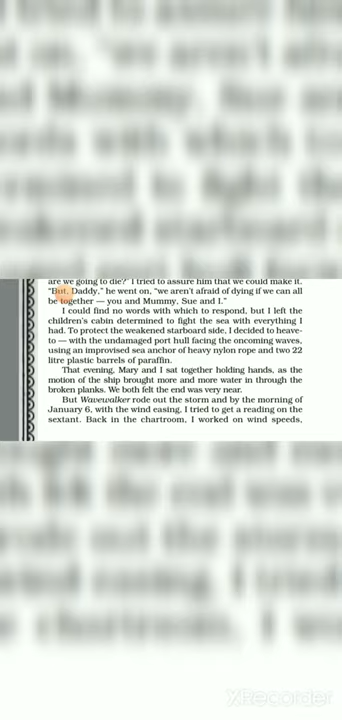 are we going to die?" I tried to assure him that we could make it.
"But, Daddy," he went on, "we aren't afraid of dying if we can all
be together — you and Mummy, Sue and I."
I could find no words with which to respond, but I left the
children's cabin determined to fight the sea with everything I
had. To protect the weakened starboard side, I decided to heave-
to — with the undamaged port hull facing the oncoming waves,
using an improvised sea anchor of heavy nylon rope and two 22
litre plastic barrels of paraffin.
That evening, Mary and I sat together holding hands, as the
motion of the ship brought more and more water in through the
broken planks. We both felt the end was very near.
But Wavewalker rode out the storm and by the morning of
January 6, with the wind easing, I tried to get a reading on the
sextant. Back in the chartroom, I worked on wind speeds,
XRecorder